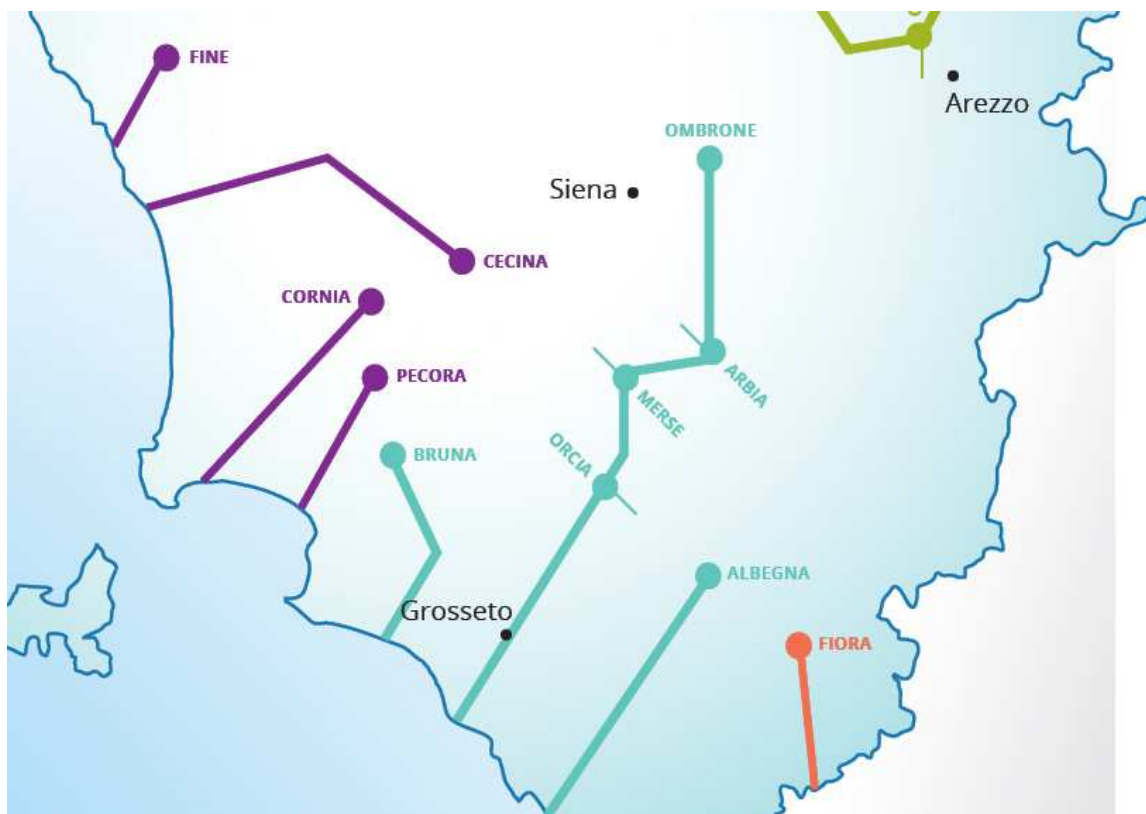 FINE
Arezzo
OMBRONE
Siena
CECINA
CORNIA
PECORA
ARBIA
MERSE
BRUNA
ORCIA
ALBEGNA
Grosseto
FIORA